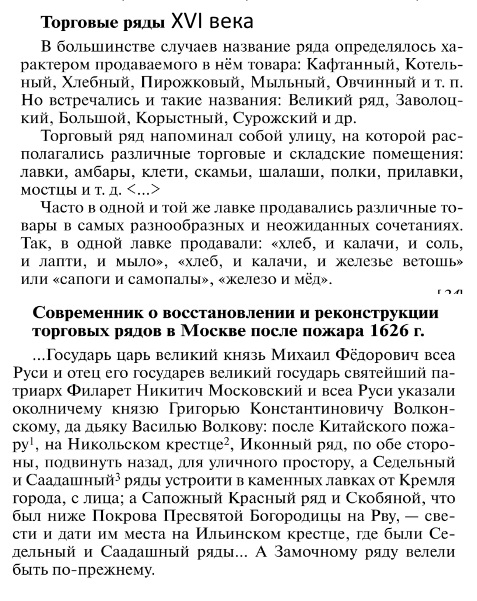 Торговые ряды XVI века
В большинстве случаев название ряда определялось ха-
рактером продаваемого в нём товара: Кафтанный, Котель-
ный, Хлебный, Пирожковый, Мыльный, Овчинный и т. п.
Но встречались и такие названия: Великий ряд, Заволоц-
кий, Большой, Корыстный, Сурожский и др.
Торговый ряд напоминал собой улицу, на которой рас-
полагались различные торговые и складские помещения:
лавки, амбары, клети, скамьи, шалаши, полки, прилавки,
мостцы и т. д. <...>
Часто в одной и той же лавке продавались различные то-
вары в самых разнообразных и неожиданных сочетаниях.
Так, в одной лавке продавали: «хлеб, и калачи, и соль,
и лапти, и мыло», «хлеб, и калачи, и железье ветошь»
или «сапоги и самопалы», «железо и мёд».
Современник о восстановлении и реконструкции
торговых рядов в Москве после пожара 1626 г.
...Государь царь великий князь Михаил Фёдорович всеа
Руси и отец его государев великий государь святейший па-
триарх Филарет Никитич Московский и всеа Руси указали
околничему князю Григорью Константиновичу Волкон-
скому, да дьяку Василью Волкову: после Китайского пожа-
ру¹, на Никольском крестце², Иконный ряд, по обе сторо-
ны, подвинуть назад, для уличного простору, а Седельный
и Саадашный³ ряды устроити в каменных лавках от Кремля
города, с лица; а Сапожный Красный ряд и Скобяной, что
был ниже Покрова Пресвятой Богородицы на Рву, — све-
сти и дати им места на Ильинском крестце, где были Се-
дельный и Саадашный ряды... А Замочному ряду велели
быть по-прежнему.